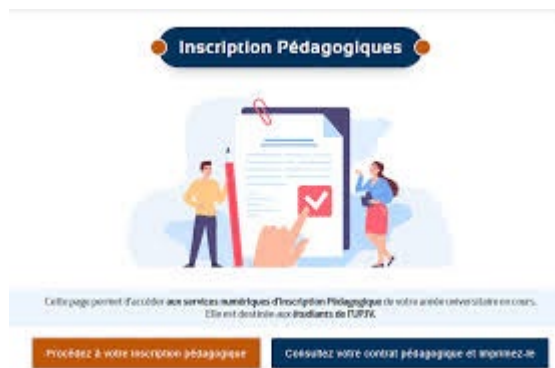 Inscription Pédagogiques
Cette page permet d'accéder aux services numériques d'Inscription Pédagogique de votre année universitaire en cours.
Elle est destinée aux étudiants de l'UPJV.
Procédez à votre inscription pédagogique
Consultez votre contrat pédagogique et imprimez-le